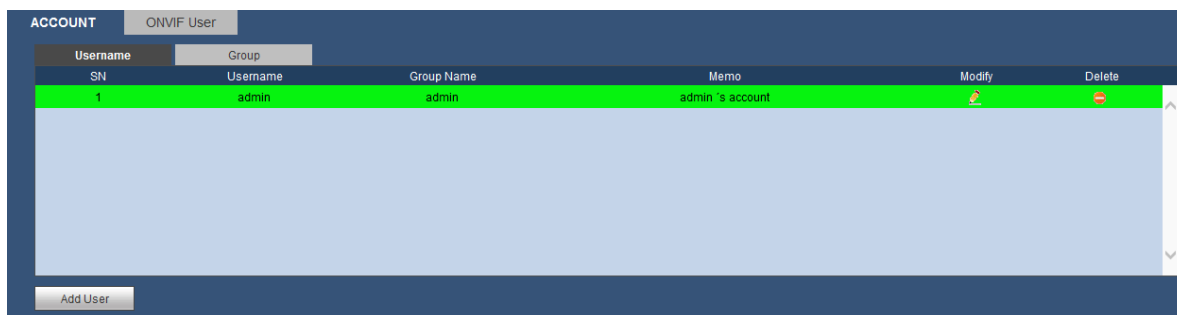 ACCOUNT ONVIF User
Username Group
SN Username Group Name Memo Modify Delete
1 admin admin admin ´s account
Add User